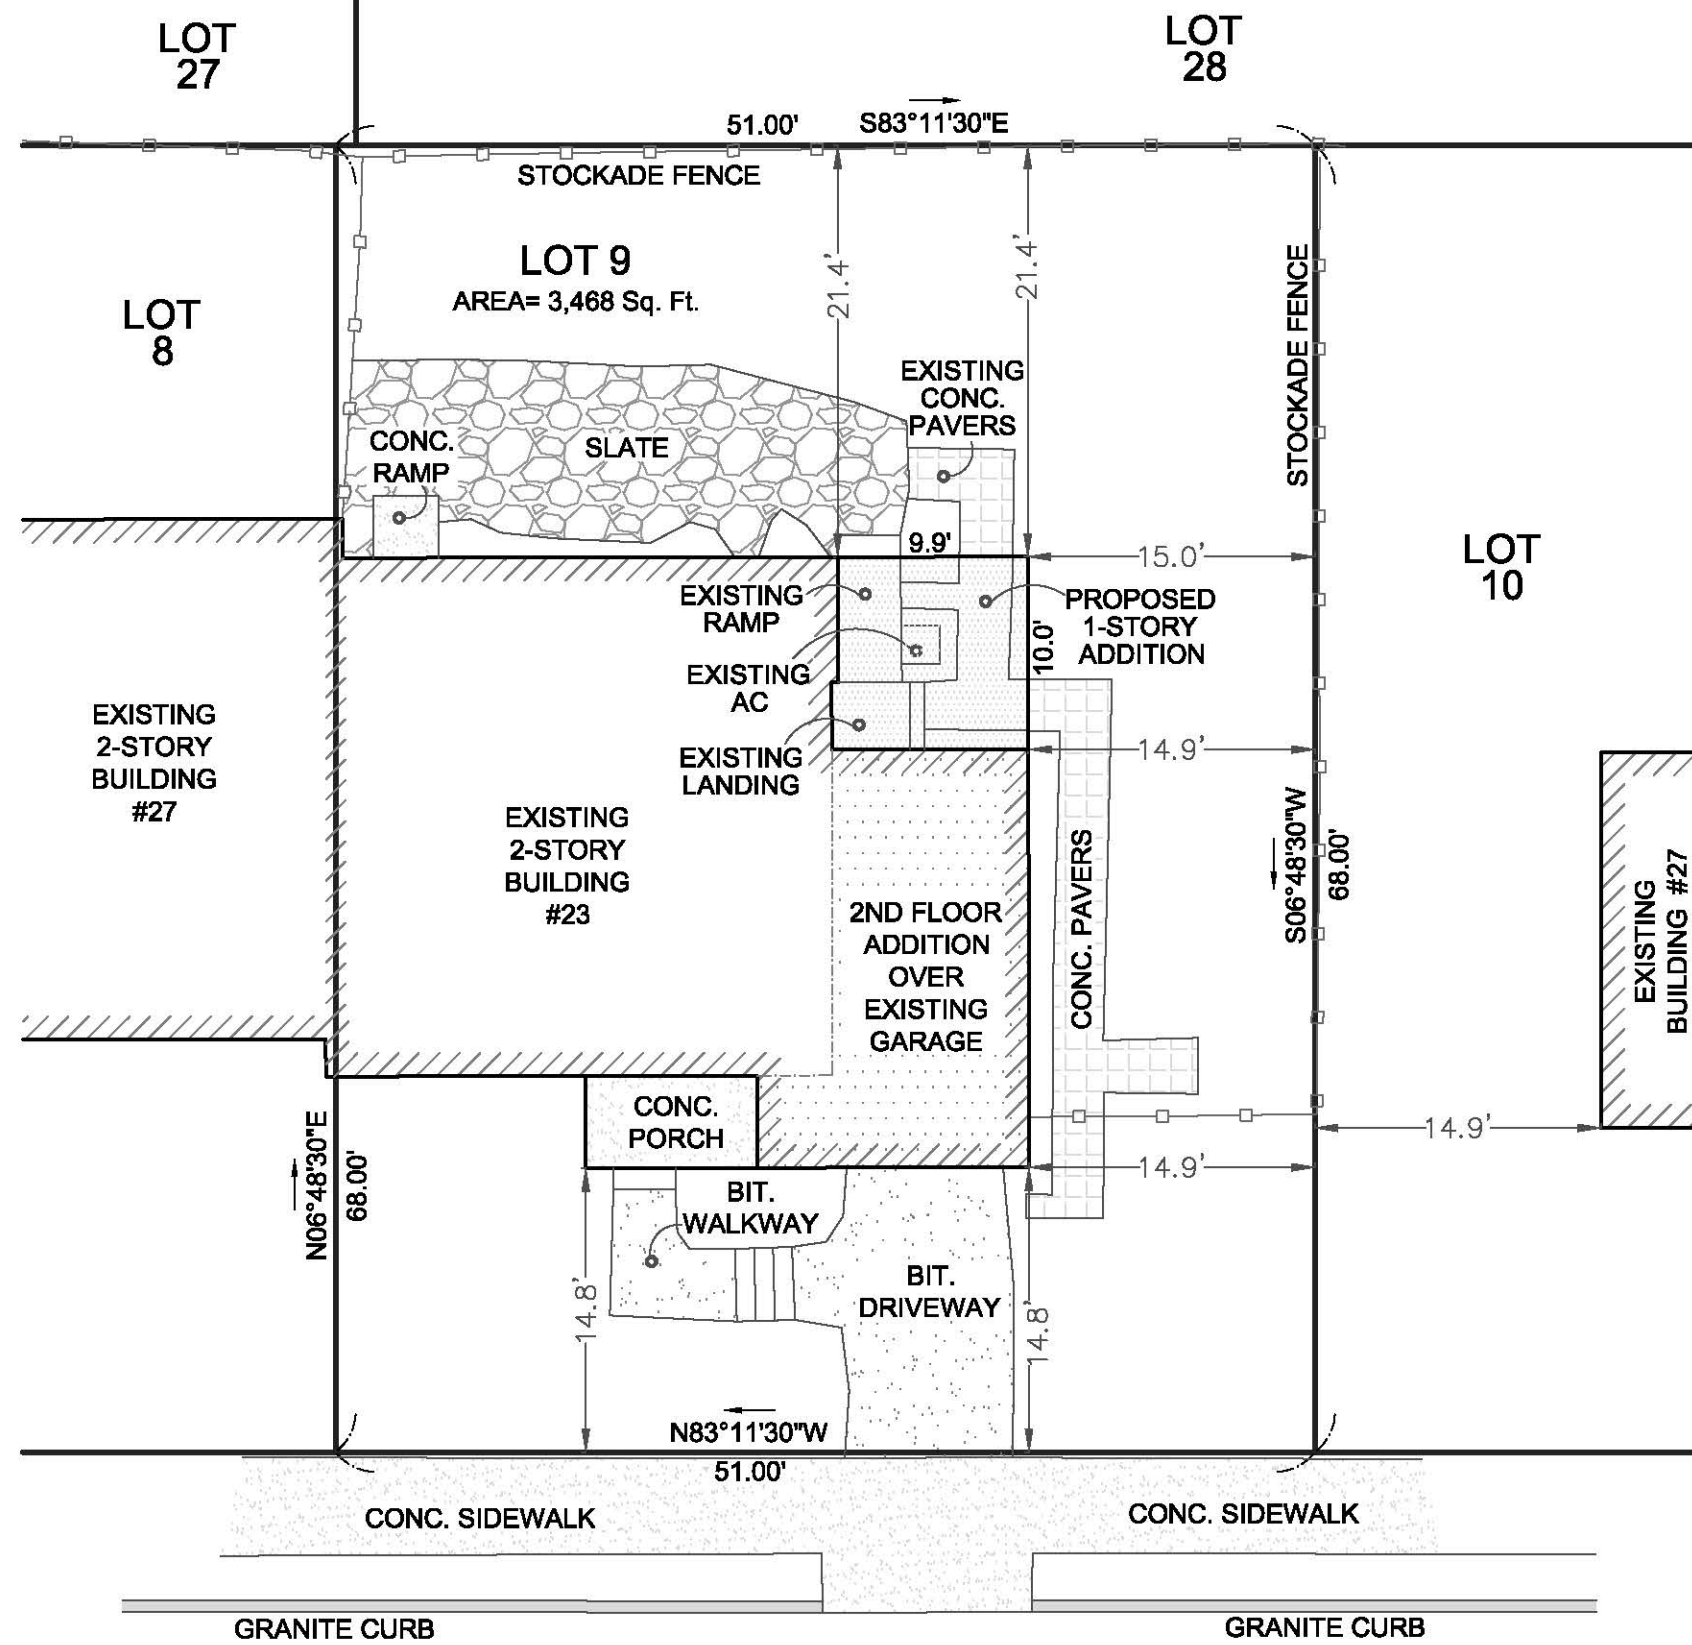 LOT
27
LOT
28
51.00'
S83°11'30"E
STOCKADE FENCE
LOT 9
AREA= 3,468 Sq. Ft.
21.4'
21.4'
STOCKADE FENCE
LOT
8
EXISTING
CONC.
PAVERS
CONC.
RAMP
SLATE
9.9'
15.0'
LOT
10
EXISTING
RAMP
PROPOSED
1-STORY
ADDITION
10.0'
EXISTING
AC
EXISTING
LANDING
14.9'
EXISTING
2-STORY
BUILDING
#27
EXISTING
2-STORY
BUILDING
#23
2ND FLOOR
ADDITION
OVER
EXISTING
GARAGE
CONC. PAVERS
S06°48'30"W
68.00'
EXISTING
BUILDING #27
CONC.
PORCH
14.9'
14.9'
N06°48'30"E
68.00'
BIT.
WALKWAY
BIT.
DRIVEWAY
14.8'
14.8'
N83°11'30"W
51.00'
CONC. SIDEWALK
CONC. SIDEWALK
GRANITE CURB
GRANITE CURB